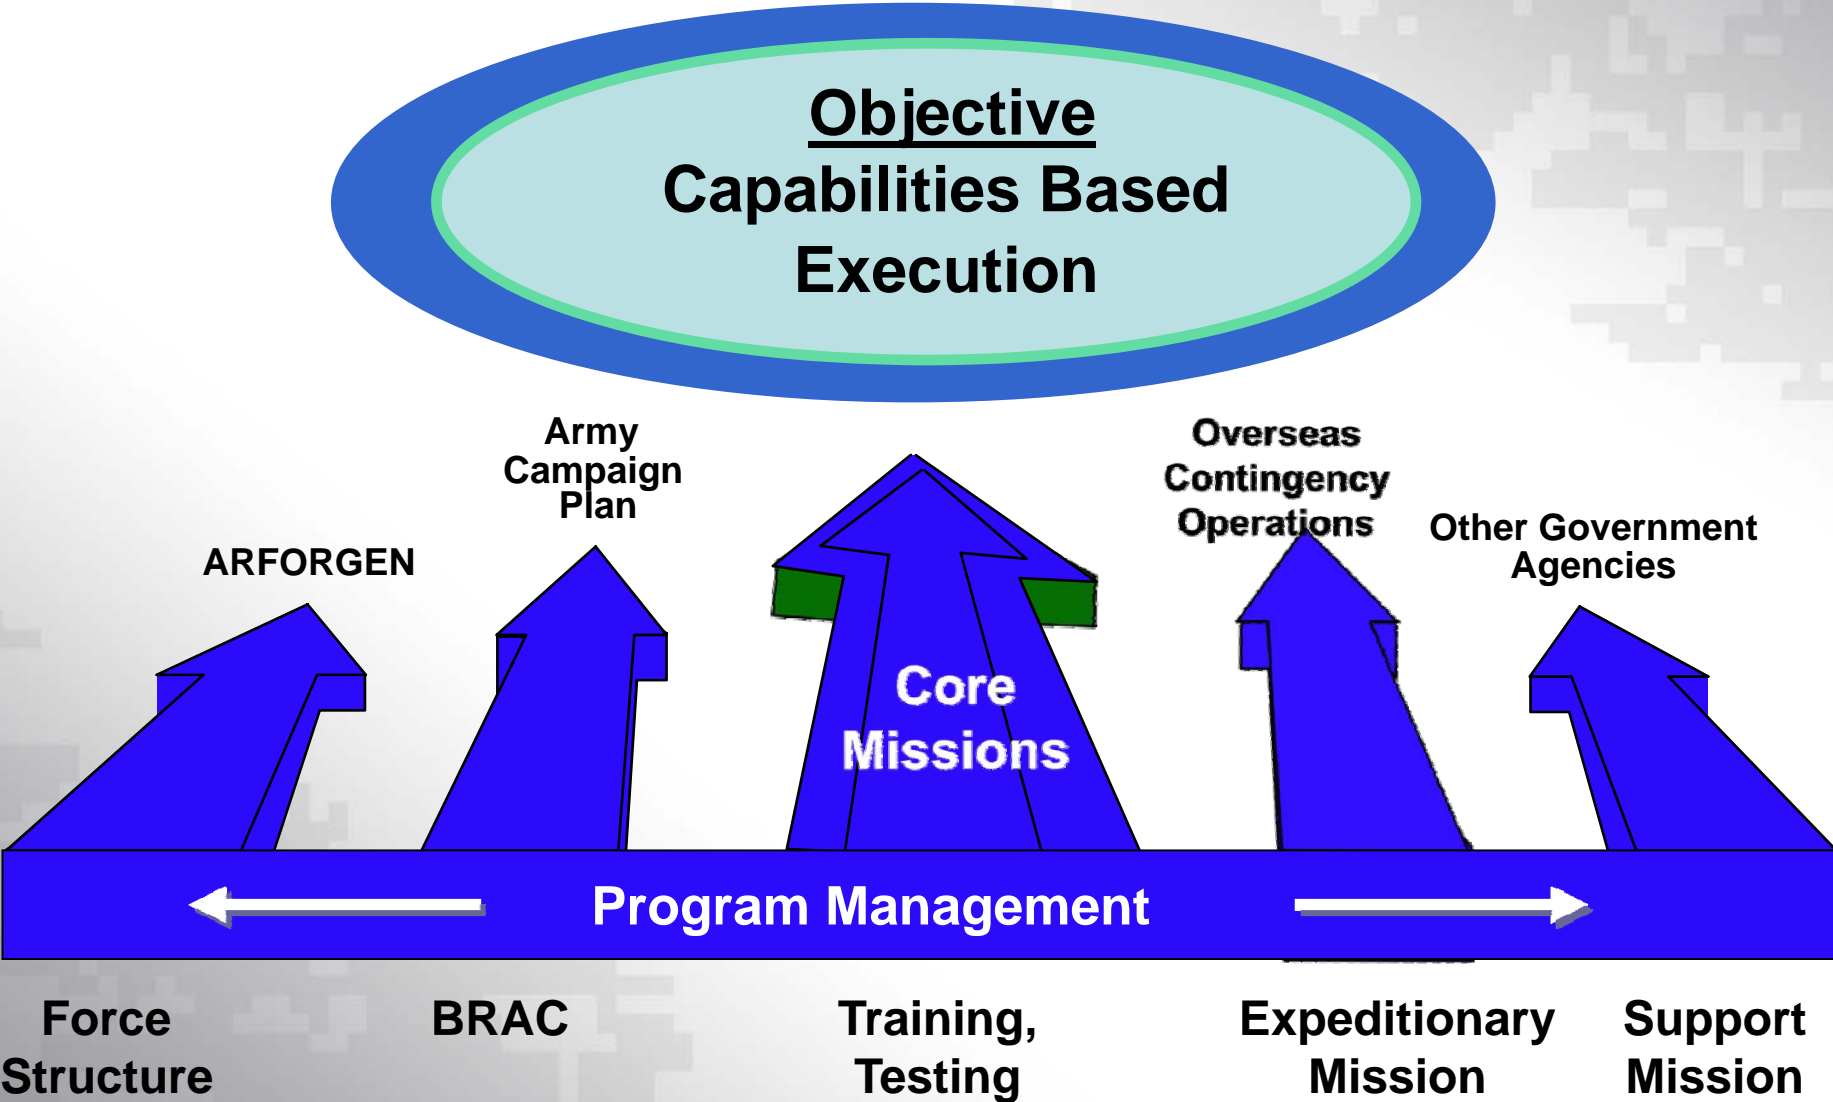 Objective
Capabilities Based
Execution
Army
Campaign
Plan
Overseas
Contingency
Operations
ARFORGEN
Other Government
Agencies
Core
Missions
Program Management
Force
Structure
BRAC
Training,
Testing
Expeditionary
Mission
Support
Mission